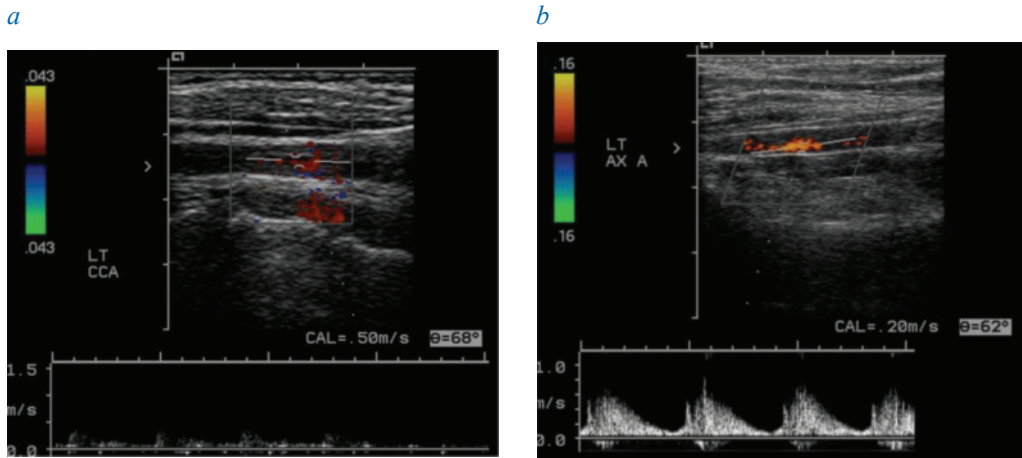 a
.043
.043
LT
CCA
CAL=.50m/s
θ=68°
1.5
m/s
0.0
b
.16
.16
LT
AX A
CAL=.20m/s
θ=62°
1.0
m/s
0.0